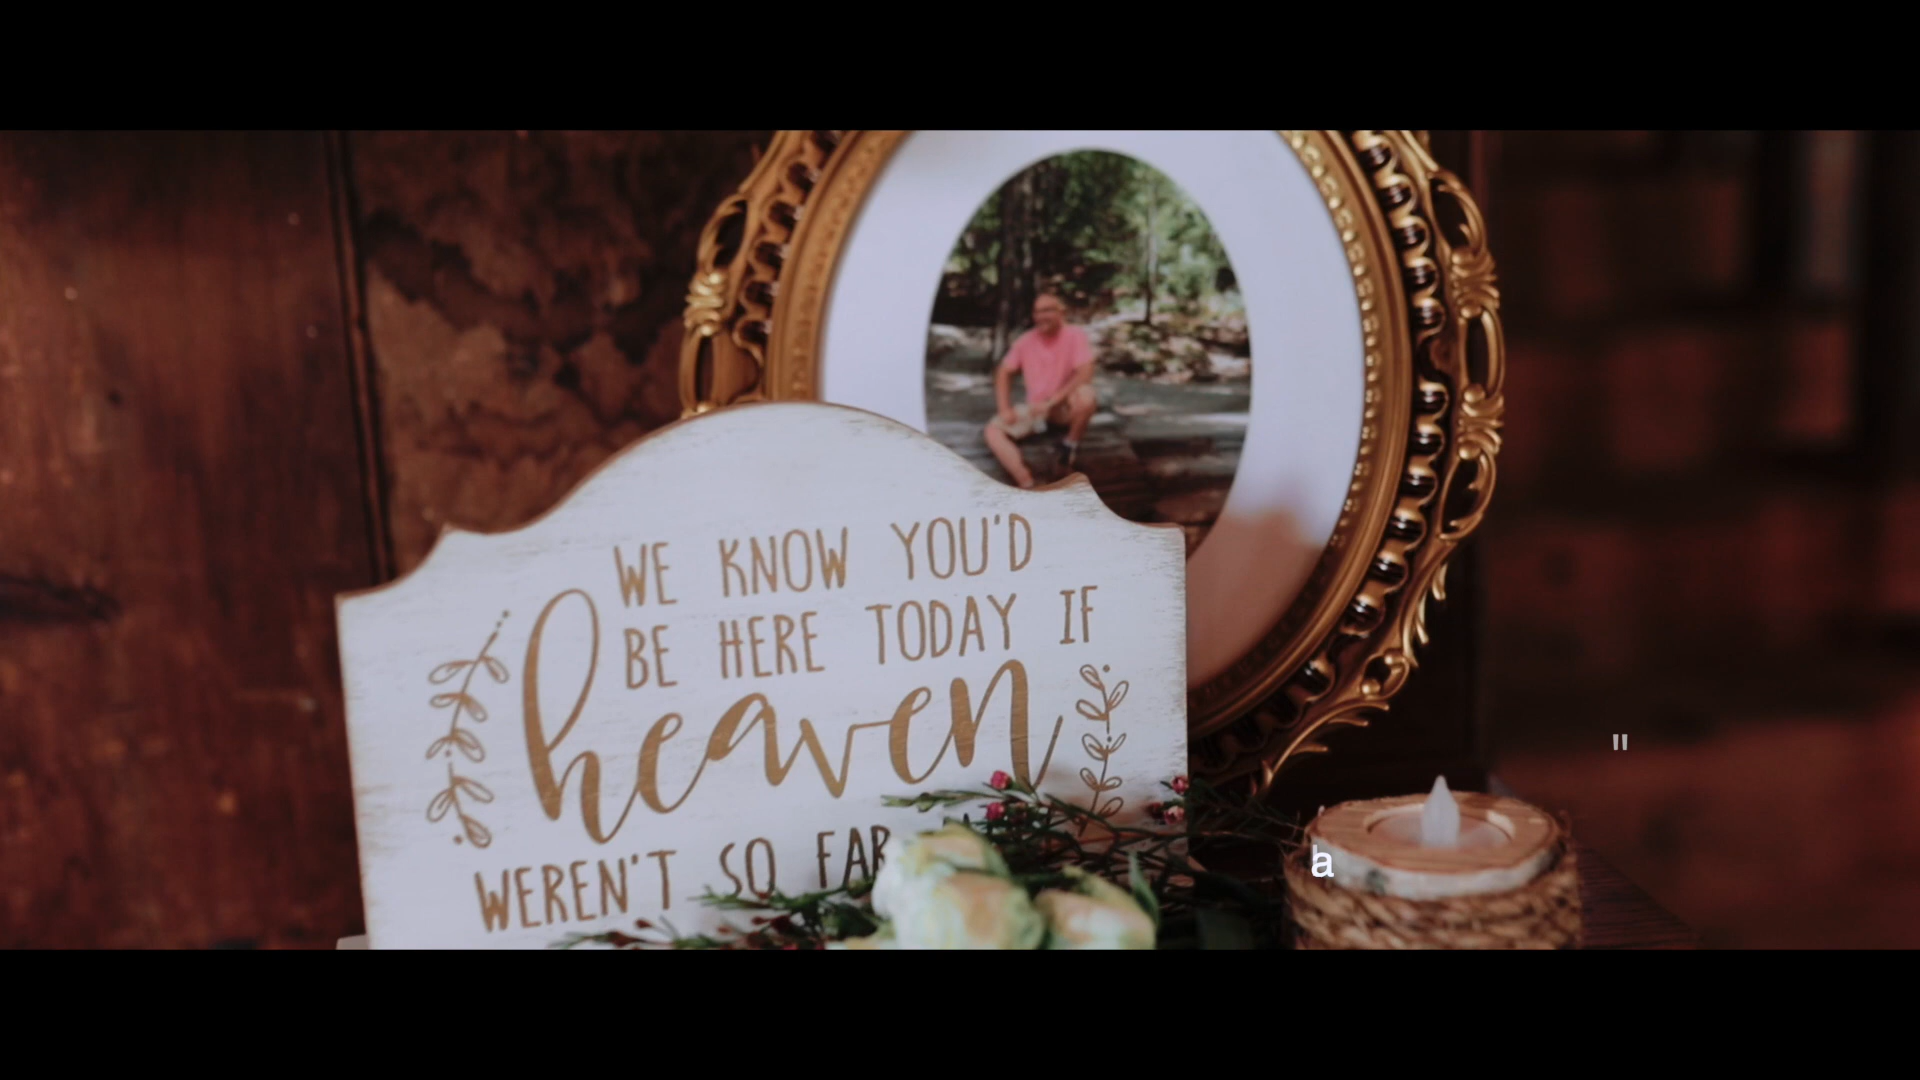 WE KNOW YOU'D
BE HERE TODAY IF
heaven
WEREN'T SO FAR
"
a